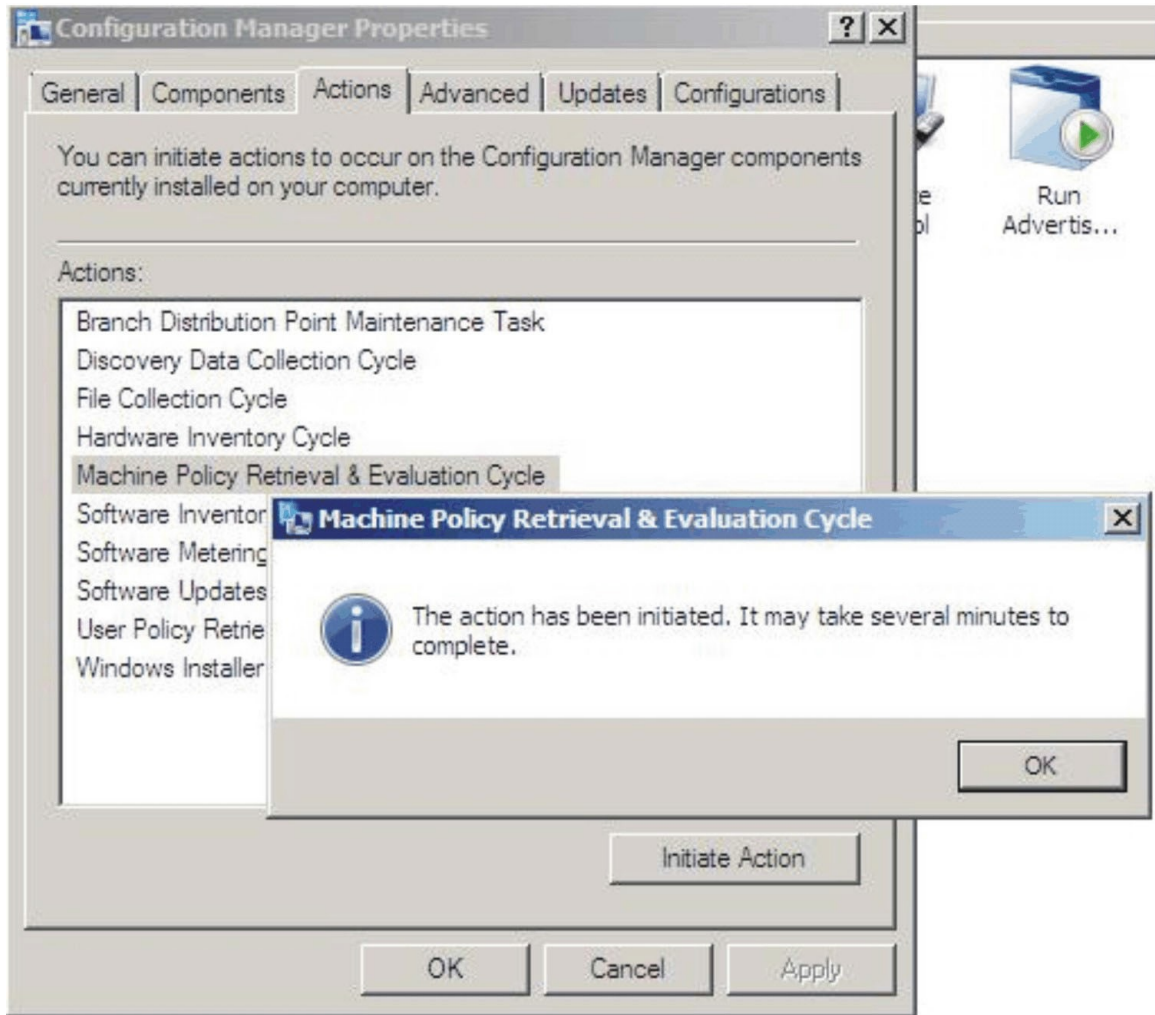 Configuration Manager Properties
General Components Actions Advanced Updates Configurations
You can initiate actions to occur on the Configuration Manager components
currently installed on your computer.
Actions:
Branch Distribution Point Maintenance Task
Discovery Data Collection Cycle
File Collection Cycle
Hardware Inventory Cycle
Machine Policy Retrieval & Evaluation Cycle
Software Inventor
Software Metering
Software Updates
User Policy Retrie
Windows Installer
Machine Policy Retrieval & Evaluation Cycle
The action has been initiated. It may take several minutes to
complete.
OK
Initiate Action
OK Cancel Apply
Run
Advertis...